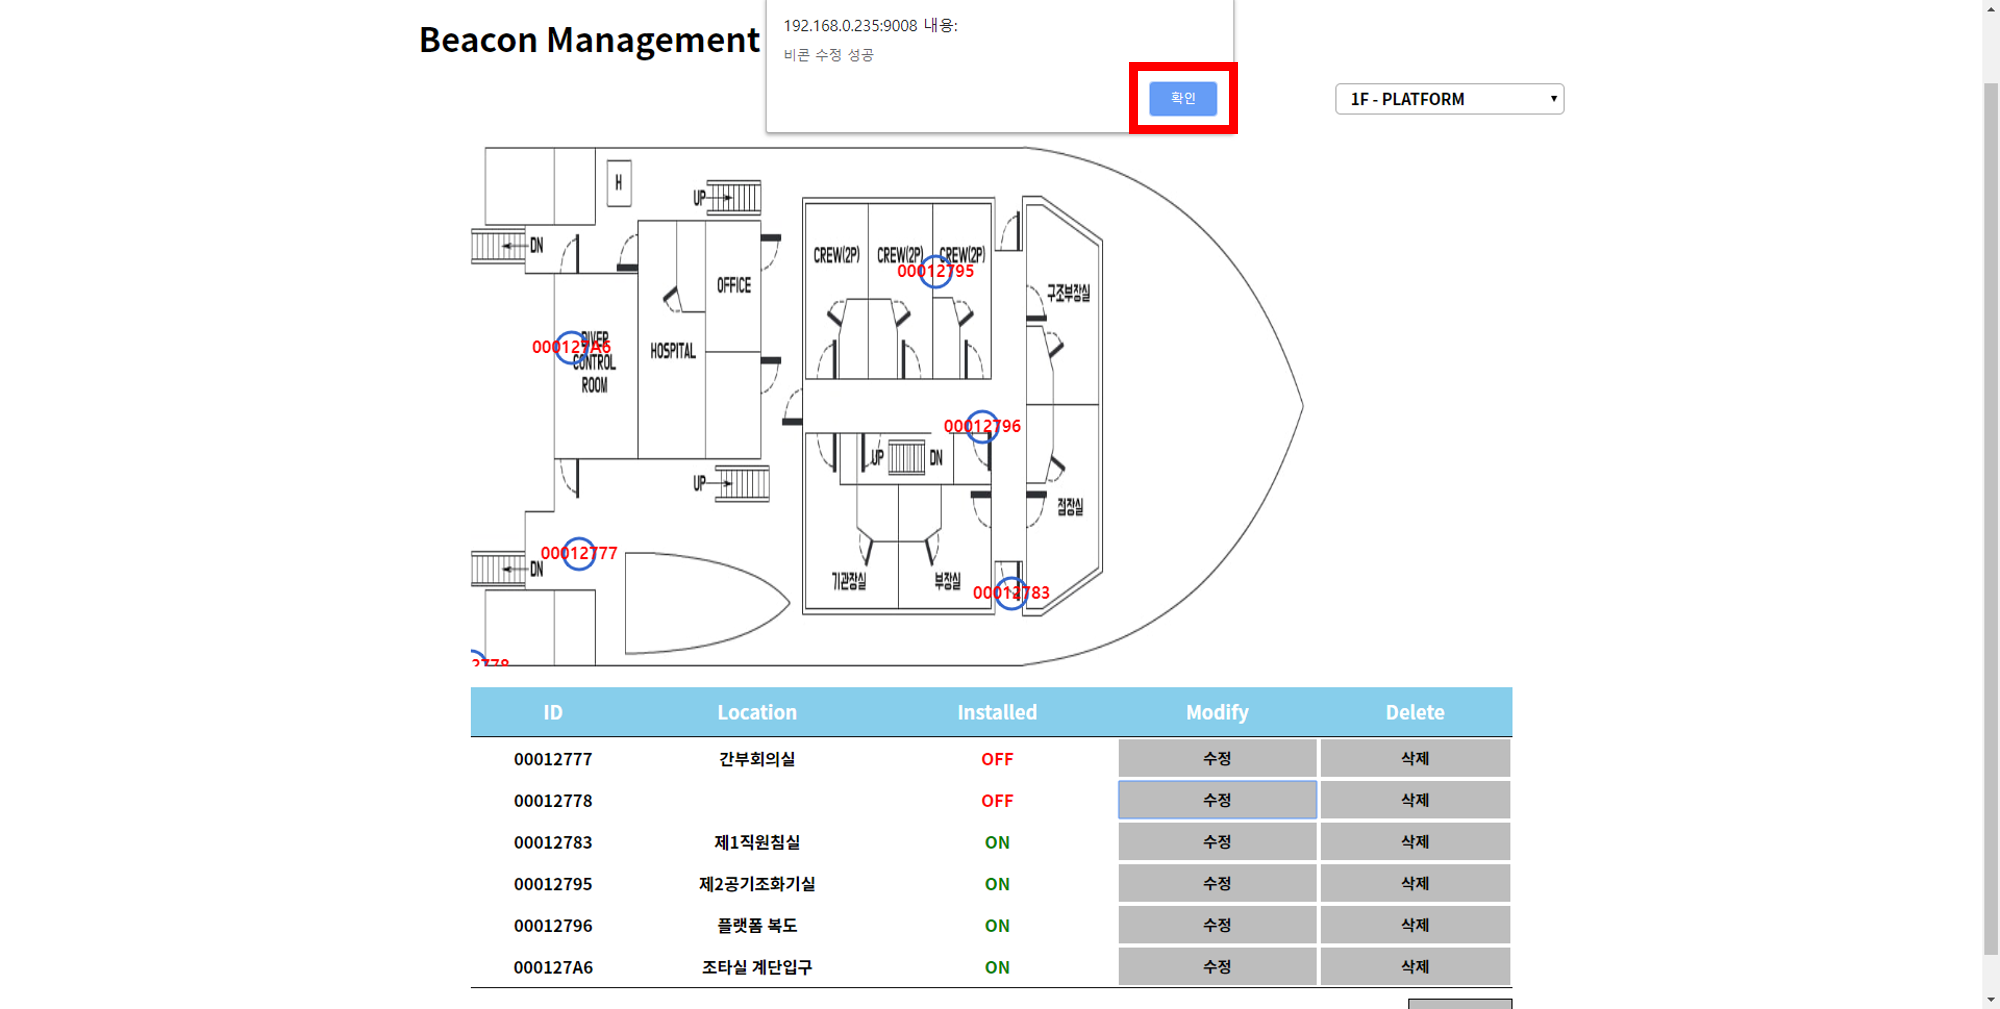 192.168.0.235:9008 내용:
비콘 수정 성공
확인
Beacon Management
1F - PLATFORM
H
UP
DN
OFFICE
HOSPITAL
CREW(2P)
CREW(2P)
CREW(2P)
00012795
구조부장실
000127A6
DIVER
CONTROL
ROOM
00012796
UP
DN
UP
점장실
00012777
DN
기관장실
부장실
00012783
2778
ID Location Installed Modify Delete
00012777 간부회의실 OFF 수정 삭제
00012778 OFF 수정 삭제
00012783 제1직원침실 ON 수정 삭제
00012795 제2공기조화기실 ON 수정 삭제
00012796 플랫폼 복도 ON 수정 삭제
000127A6 조타실 계단입구 ON 수정 삭제